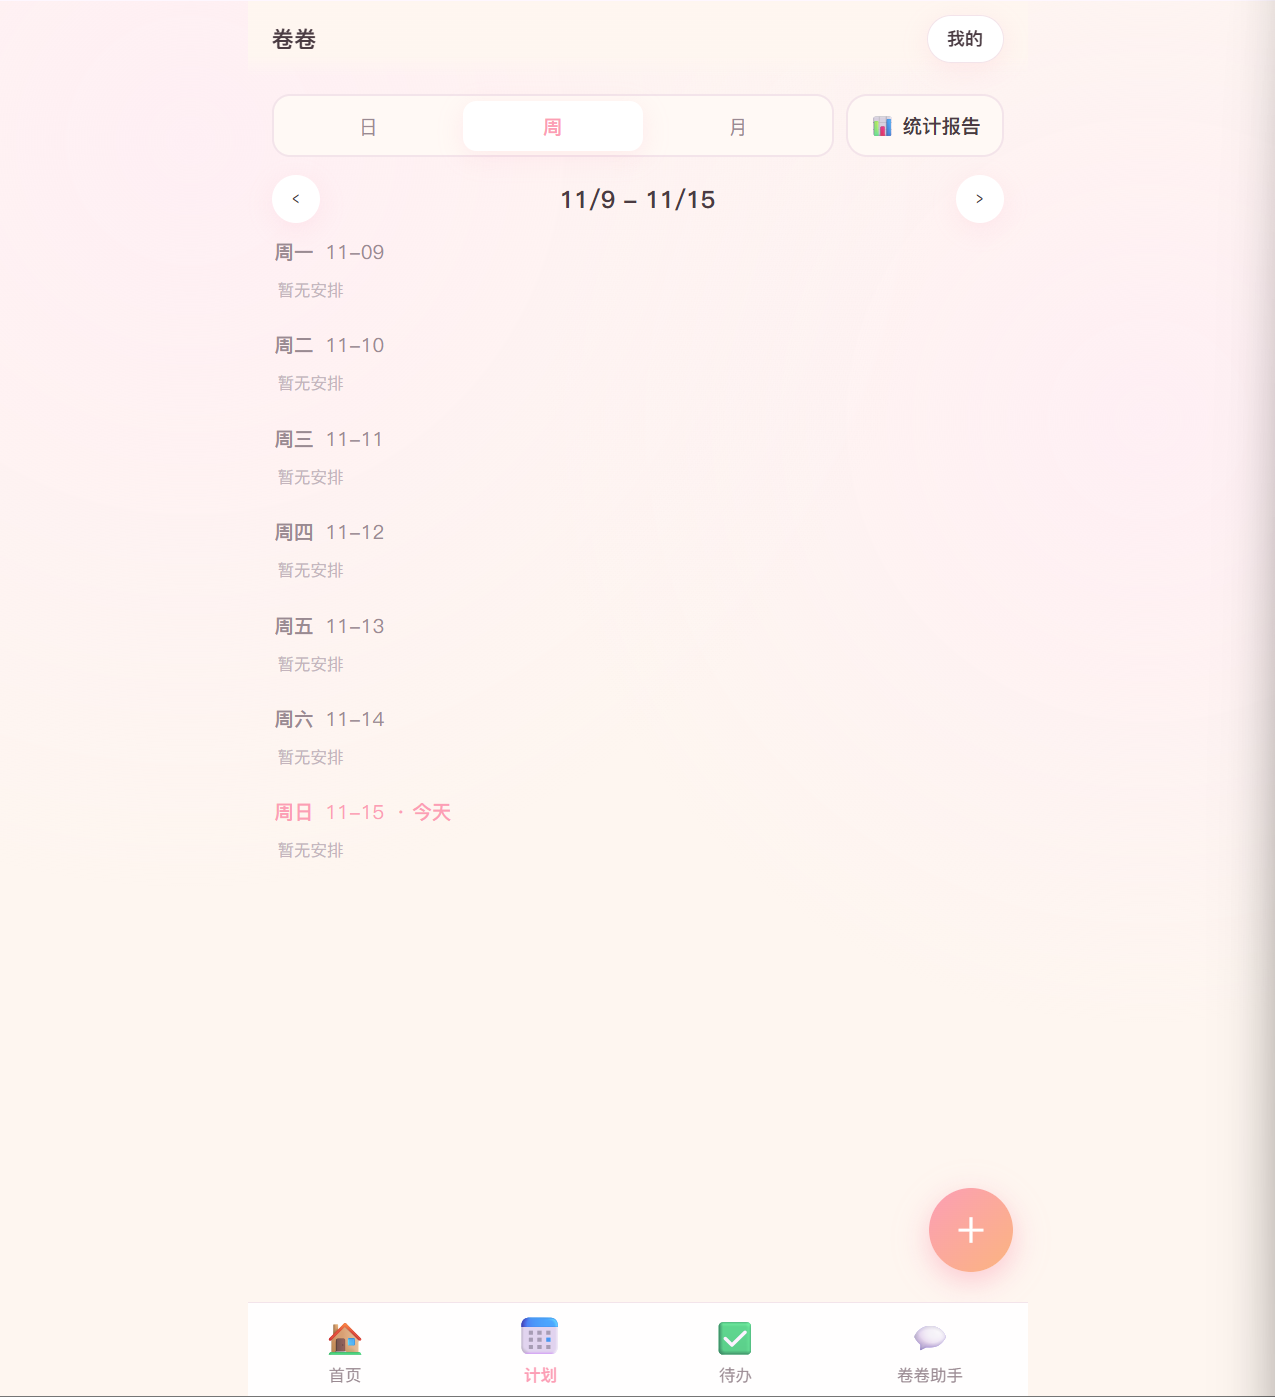 卷卷
我的
日
周
月
统计报告
<
11/9 – 11/15
>
周一 11–09
暂无安排
周二 11–10
暂无安排
周三 11–11
暂无安排
周四 11–12
暂无安排
周五 11–13
暂无安排
周六 11–14
暂无安排
周日 11–15 · 今天
暂无安排
+
首页
计划
待办
卷卷助手